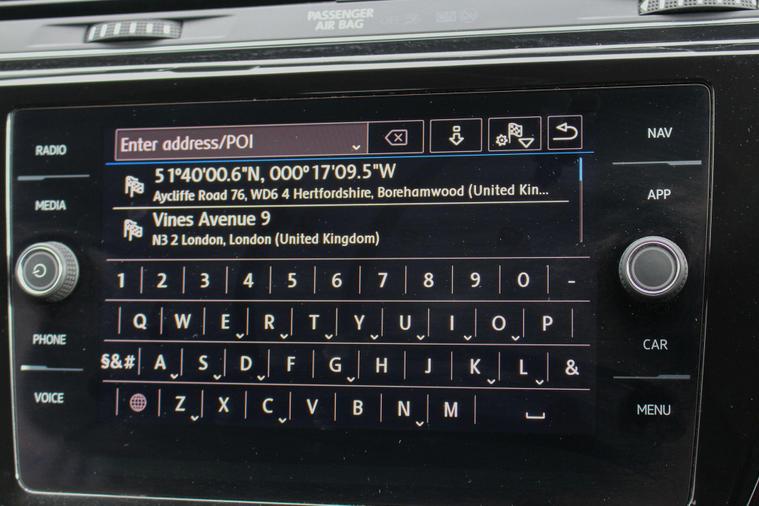 PASSENGER
AIR BAG OFF
RADIO
MEDIA
PHONE
VOICE
NAV
APP
CAR
MENU
Enter address/POI
51°40'00.6"N, 000°17'09.5"W
Aycliffe Road 76, WD6 4 Hertfordshire, Borehamwood (United Kin...
Vines Avenue 9
N3 2 London, London (United Kingdom)
1 2 3 4 5 6 7 8 9 0 -
Q W E R T Y U I O P
§&# A S D F G H J K L &
Z X C V B N M